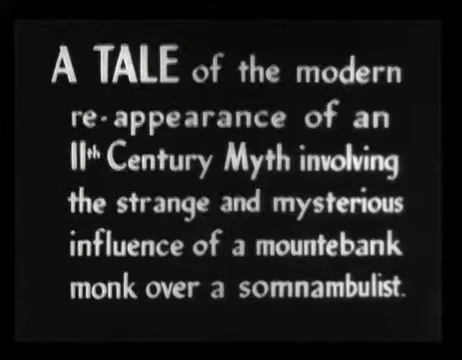 A TALE of the modern
re-appearance of an
11th Century Myth involving
the strange and mysterious
influence of a mountebank
monk over a somnambulist.